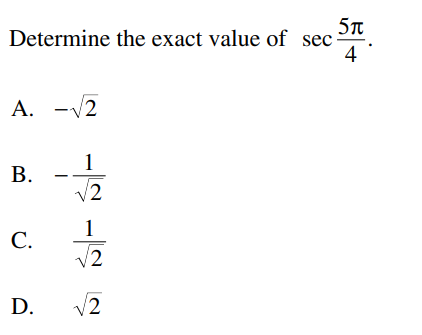 Determine the exact value of sec 5π/4.
A. −√2
B. −1/√2
C. 1/√2
D. √2